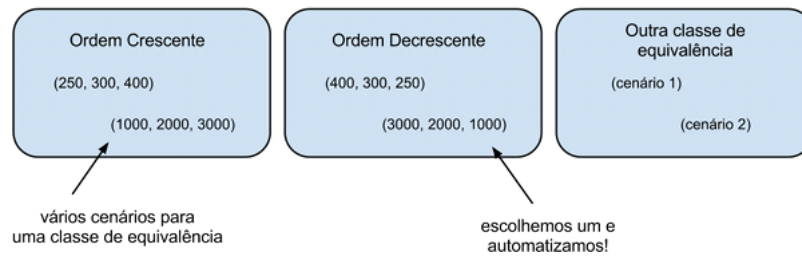 Ordem Crescente
(250, 300, 400)
(1000, 2000, 3000)
Ordem Decrescente
(400, 300, 250)
(3000, 2000, 1000)
Outra classe de
equivalência
(cenário 1)
(cenário 2)
vários cenários para
uma classe de equivalência
escolhemos um e
automatizamos!